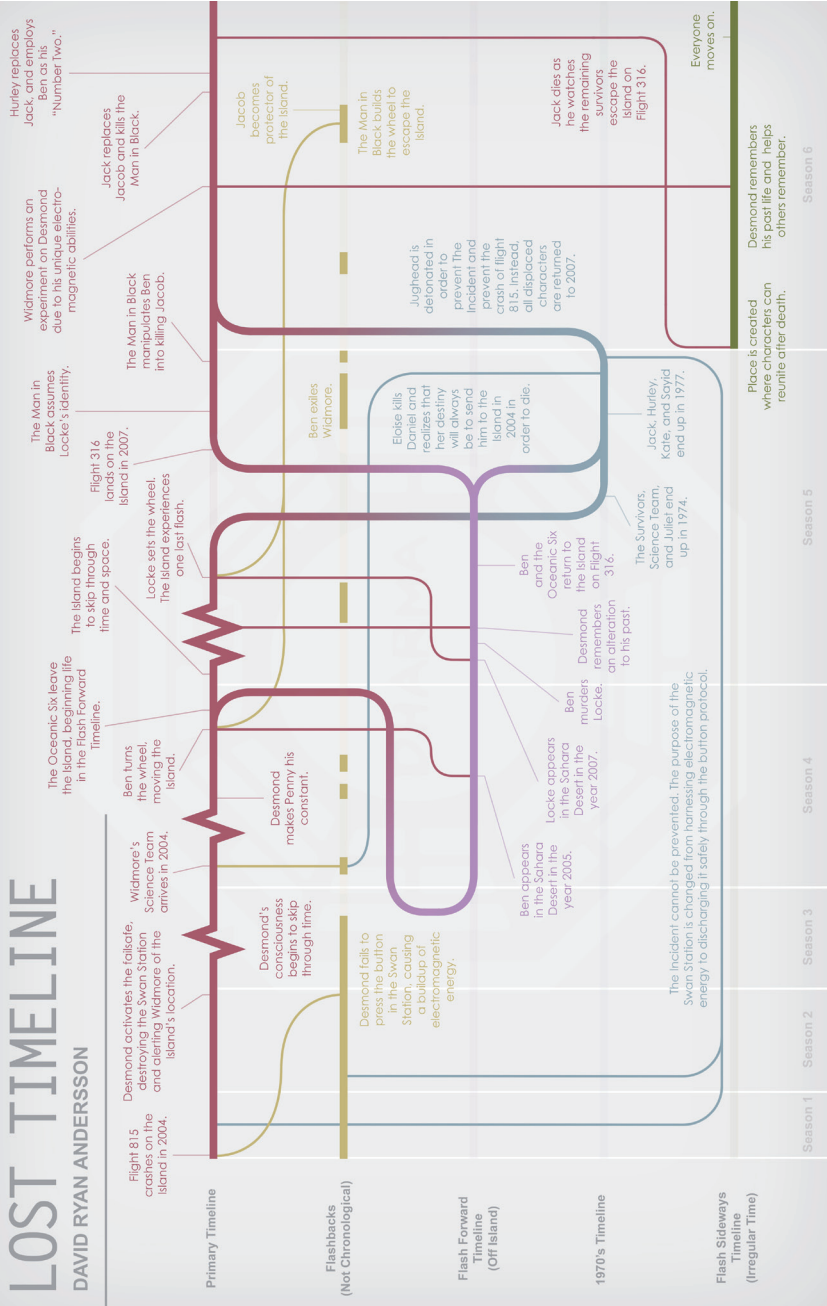 LOST TIMELINE
DAVID RYAN ANDERSSON
Primary Timeline
Flashbacks
(Not Chronological)
Flash Forward
Timeline
(Off Island)
1970's Timeline
Flash Sideways
Timeline
(Irregular Time)
Flight 815
crashes on the
Island in 2004.
Desmond activates the failsafe,
destroying the Swan Station
and alerting Widmore of the
Island's location.
Widmore's
Science Team
arrives in 2004.
Ben turns
the wheel,
moving the
Island.
The Oceanic Six leave
the Island, beginning life
in the Flash Forward
Timeline.
The Island begins
to skip through
time and space.
Locke sets the wheel.
The Island experiences
one last flash.
Flight 316
lands on the
Island in 2007.
The Man in
Black assumes
Locke's identity.
The Man in Black
manipulates Ben
into killing Jacob.
Widmore performs an
experiment on Desmond
due to his unique electro-
magnetic abilities.
Jack replaces
Jacob and kills the
Man in Black.
Hurley replaces
Jack, and employs
Ben as his
"Number Two."
Desmond's
consciousness
begins to skip
through time.
Desmond
makes Penny his
constant.
Jacob
becomes
protector of
the Island.
Desmond fails to
press the button
in the Swan
Station, causing
a buildup of
electromagnetic
energy.
Ben exiles
Widmore.
The Man in
Black builds
the wheel to
escape the
Island.
Eloise kills
Daniel and
realizes that
her destiny
will always
be to send
him to the
Island in
2004 in
order to die.
Jughead is
detonated in
order to
prevent The
Incident and
prevent the
crash of flight
815. Instead,
all displaced
characters
are returned
to 2007.
Jack dies as
he watches
the remaining
survivors
escape the
Island on
Flight 316.
Ben appears
in the Sahara
Desert in the
year 2005.
Locke appears
in the Sahara
Desert in the
year 2007.
Ben
murders
Locke.
Desmond
remembers
an alteration
to his past.
Ben
and the
Oceanic Six
return to
the Island
on Flight
316.
The Survivors,
Science Team,
and Juliet end
up in 1974.
Jack, Hurley,
Kate, and Sayid
end up in 1977.
The Incident cannot be prevented. The purpose of the
Swan Station is changed from harnessing electromagnetic
energy to discharging it safely through the button protocol.
Place is created
where characters can
reunite after death.
Desmond remembers
his past life and helps
others remember.
Everyone
moves on.
Season 1
Season 2
Season 3
Season 4
Season 5
Season 6